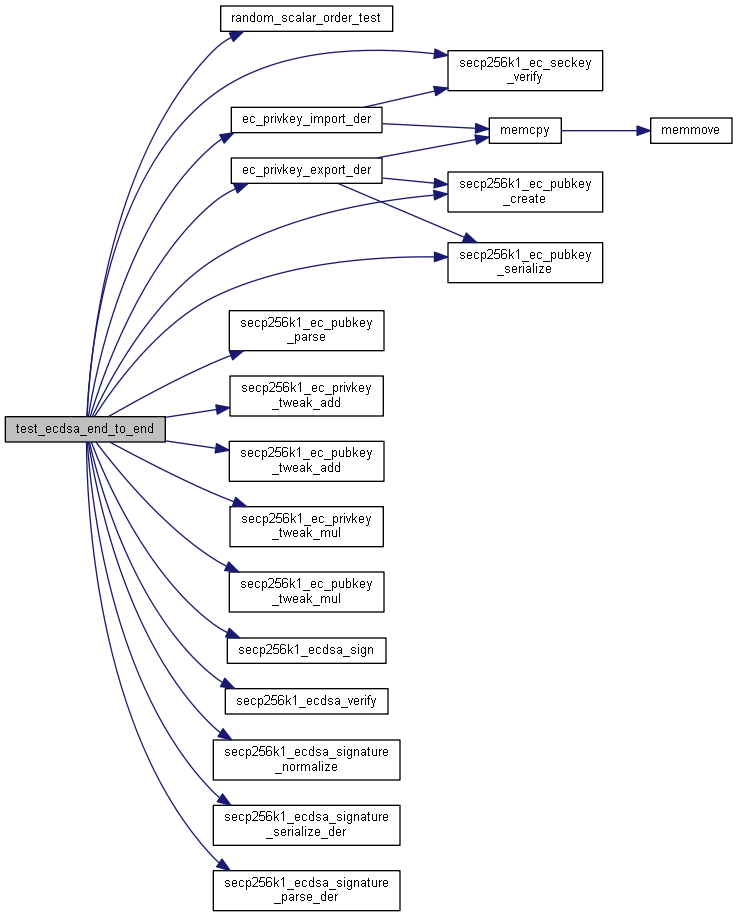 random_scalar_order_test
secp256k1_ec_seckey
_verify
ec_privkey_import_der
memcpy
memmove
ec_privkey_export_der
secp256k1_ec_pubkey
_create
secp256k1_ec_pubkey
_serialize
secp256k1_ec_pubkey
_parse
secp256k1_ec_privkey
_tweak_add
test_ecdsa_end_to_end
secp256k1_ec_pubkey
_tweak_add
secp256k1_ec_privkey
_tweak_mul
secp256k1_ec_pubkey
_tweak_mul
secp256k1_ecdsa_sign
secp256k1_ecdsa_verify
secp256k1_ecdsa_signature
_normalize
secp256k1_ecdsa_signature
_serialize_der
secp256k1_ecdsa_signature
_parse_der